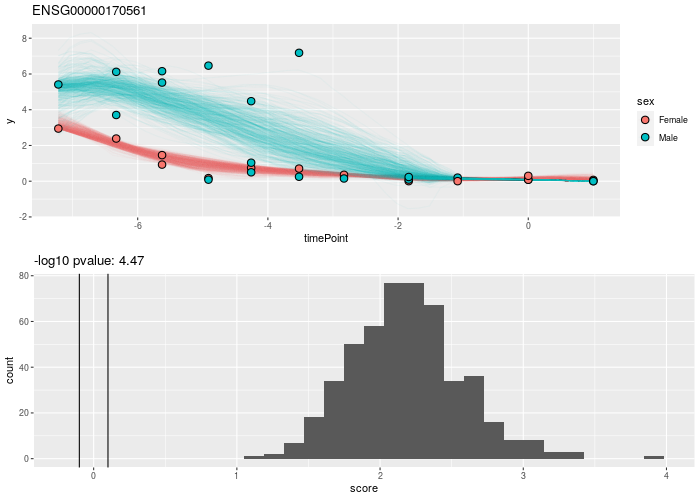 ENSG00000170561
8
6
4
2
0
-2
y
-6
-4
-2
0
timePoint
sex
Female
Male
-log10 pvalue: 4.47
80
60
40
20
0
count
0
1
2
3
4
score